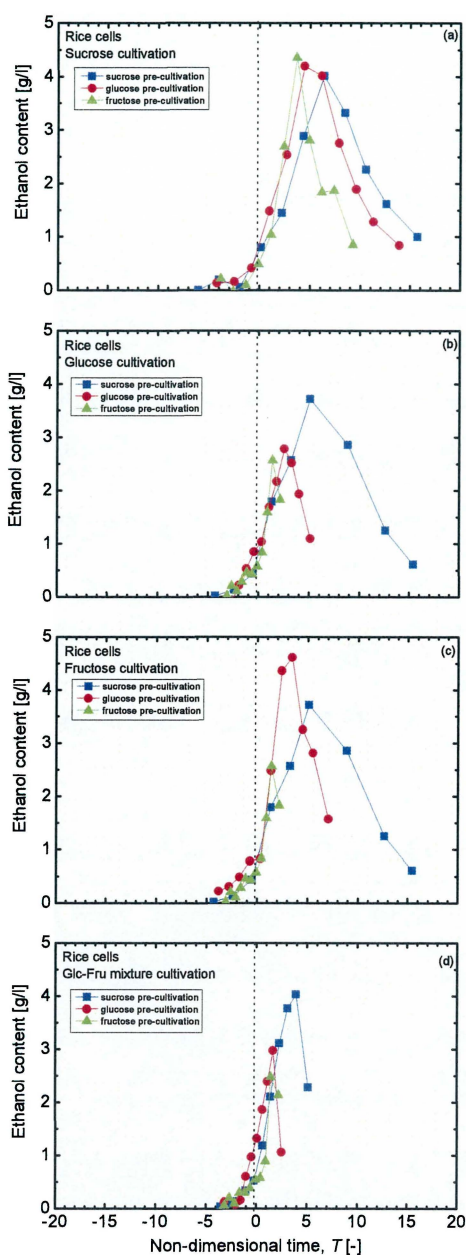 Rice cells
Sucrose cultivation
(a)
sucrose pre-cultivation
glucose pre-cultivation
fructose pre-cultivation
Ethanol content [g/l]
5
4
3
2
1
0
Rice cells
Glucose cultivation
(b)
sucrose pre-cultivation
glucose pre-cultivation
fructose pre-cultivation
Ethanol content [g/l]
5
4
3
2
1
0
Rice cells
Fructose cultivation
(c)
sucrose pre-cultivation
glucose pre-cultivation
fructose pre-cultivation
Ethanol content [g/l]
5
4
3
2
1
0
Rice cells
Glc-Fru mixture cultivation
(d)
sucrose pre-cultivation
glucose pre-cultivation
fructose pre-cultivation
Ethanol content [g/l]
5
4
3
2
1
0
-20 -15 -10 -5 0 5 10 15 20
Non-dimensional time, T [-]